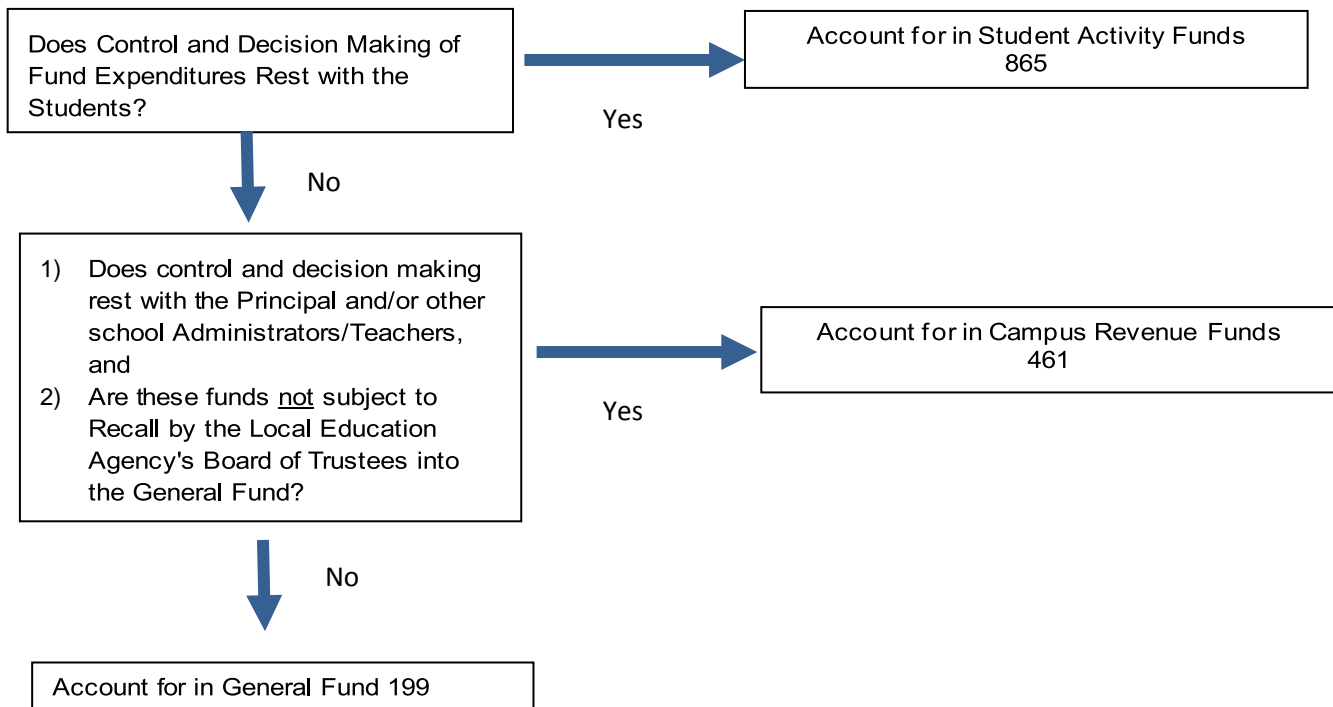 Does Control and Decision Making of
Fund Expenditures Rest with the
Students?
Account for in Student Activity Funds
865
Yes
No
1) Does control and decision making
rest with the Principal and/or other
school Administrators/Teachers,
and
2) Are these funds not subject to
Recall by the Local Education
Agency's Board of Trustees into
the General Fund?
Account for in Campus Revenue Funds
461
Yes
No
Account for in General Fund 199